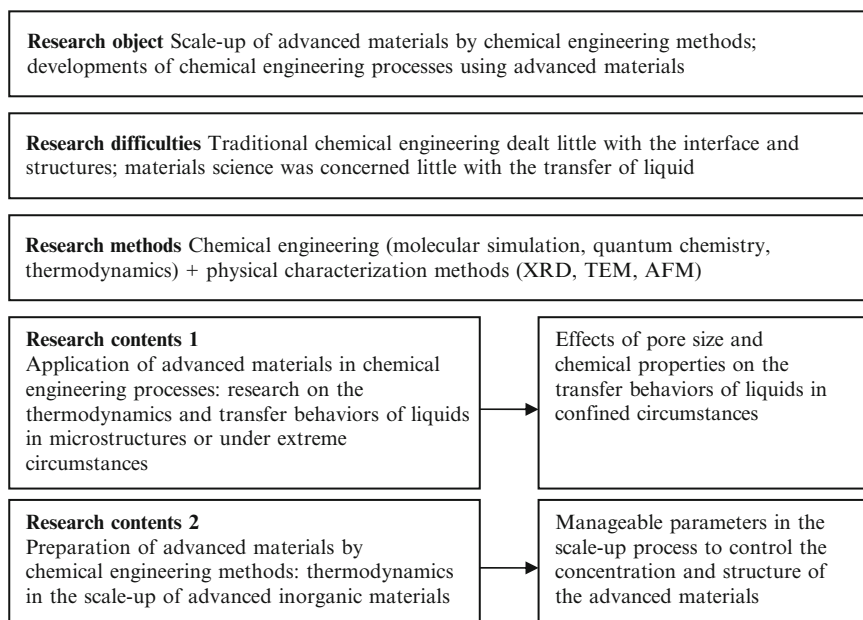 Research object Scale-up of advanced materials by chemical engineering methods;
developments of chemical engineering processes using advanced materials
Research difficulties Traditional chemical engineering dealt little with the interface and
structures; materials science was concerned little with the transfer of liquid
Research methods Chemical engineering (molecular simulation, quantum chemistry,
thermodynamics) + physical characterization methods (XRD, TEM, AFM)
Research contents 1
Application of advanced materials in chemical
engineering processes: research on the
thermodynamics and transfer behaviors of liquids
in microstructures or under extreme
circumstances
Effects of pore size and
chemical properties on the
transfer behaviors of liquids in
confined circumstances
Research contents 2
Preparation of advanced materials by
chemical engineering methods: thermodynamics
in the scale-up of advanced inorganic materials
Manageable parameters in the
scale-up process to control the
concentration and structure of
the advanced materials